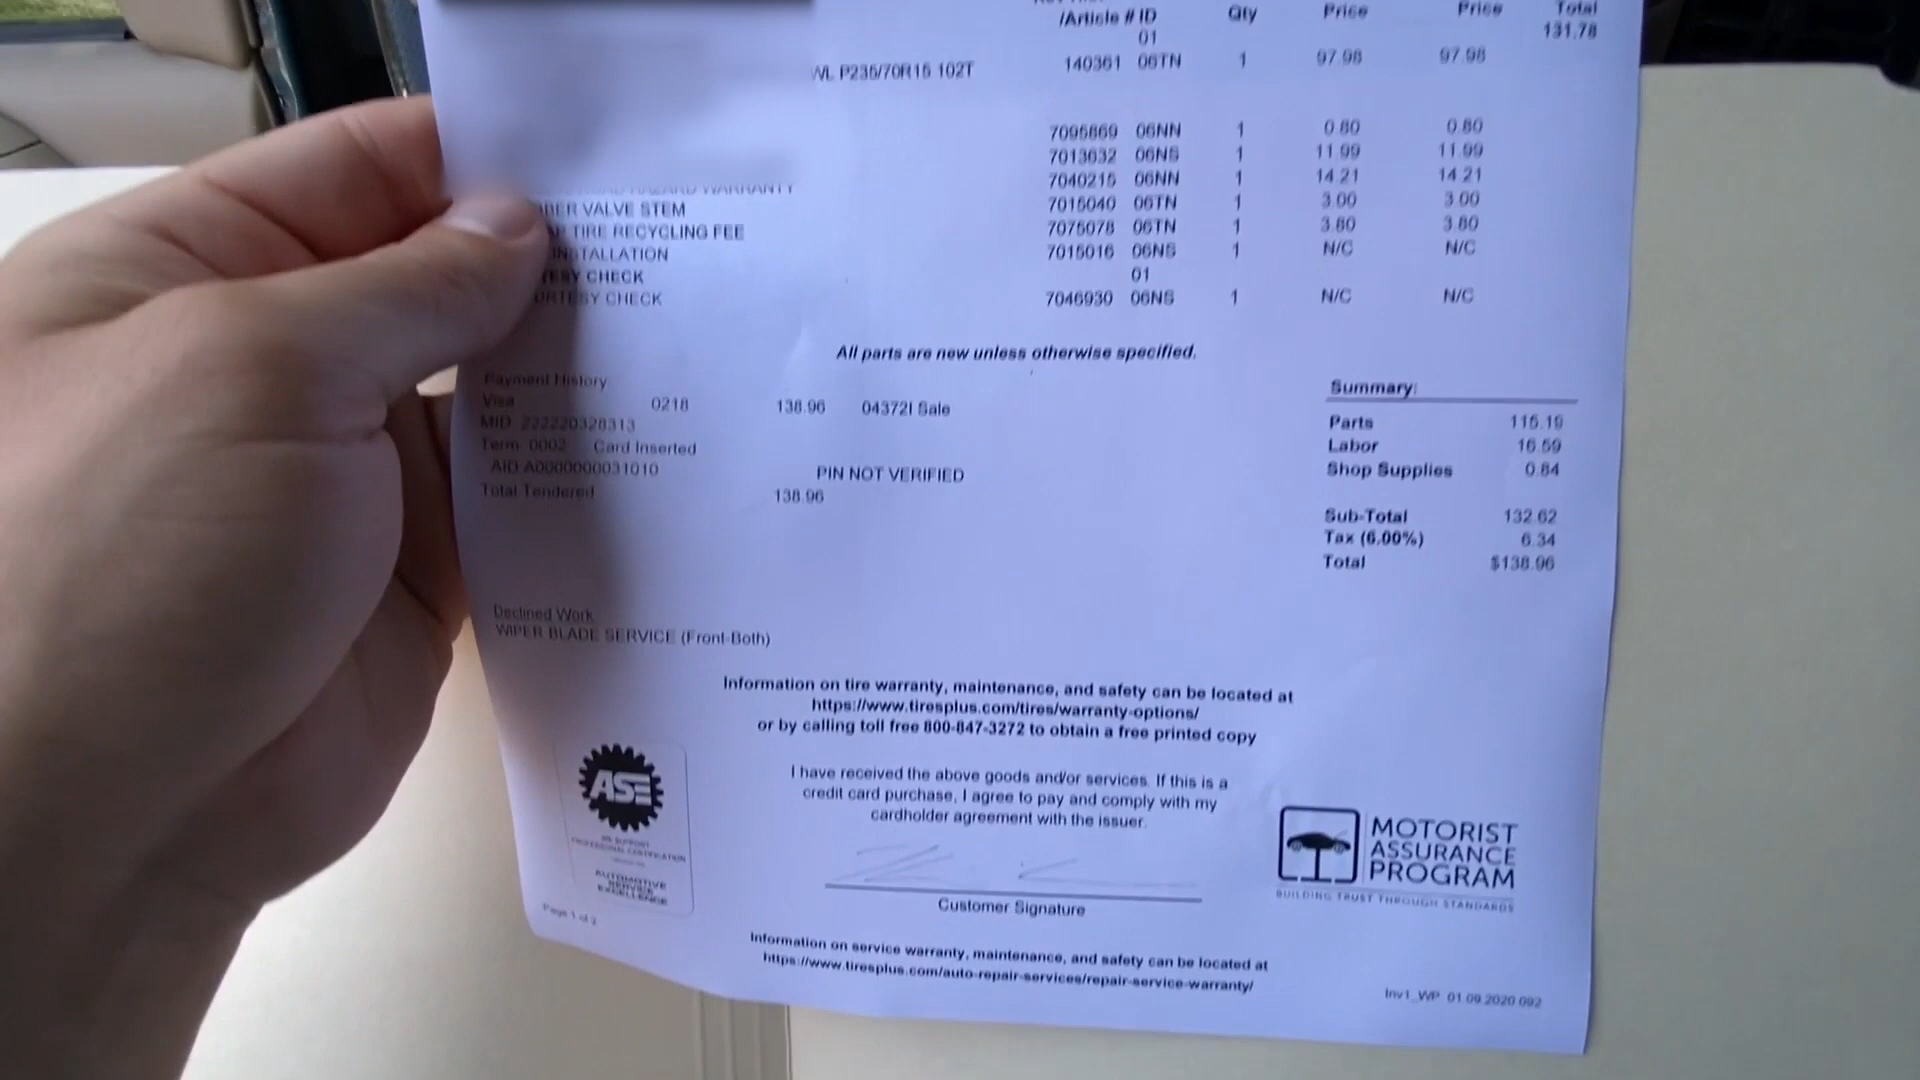 /Article # ID Qty Price Price Total
01 131.78
WL P235/70R15 102T 140361 06TN 1 97.98 97.98
7095869 06NN 1 0.80 0.80
7013632 06NS 1 11.99 11.99
HAZARD WARRANTY 7040215 06NN 1 14.21 14.21
BER VALVE STEM 7015040 06TN 1 3.00 3.00
TIRE RECYCLING FEE 7075078 06TN 1 3.80 3.80
INSTALLATION 7015016 06NS 1 N/C N/C
ESY CHECK 01
URTESY CHECK 7046930 06NS 1 N/C N/C
All parts are new unless otherwise specified.
Payment History
Visa 0218 138.96 04372I Sale
MID 222220328313
Term 0002 Card Inserted
AID A0000000031010 PIN NOT VERIFIED
Total Tendered 138.96
Summary:
Parts 115.19
Labor 16.59
Shop Supplies 0.84
Sub-Total 132.62
Tax (6.00%) 6.34
Total $138.96
Declined Work
WIPER BLADE SERVICE (Front-Both)
Information on tire warranty, maintenance, and safety can be located at
https://www.tiresplus.com/tires/warranty-options/
or by calling toll free 800-847-3272 to obtain a free printed copy
I have received the above goods and/or services. If this is a
credit card purchase, I agree to pay and comply with my
cardholder agreement with the issuer.
Customer Signature
ASE
WE SUPPORT
PROFESSIONAL CERTIFICATION
AUTOMOTIVE
SERVICE
EXCELLENCE
MOTORIST
ASSURANCE
PROGRAM
BUILDING TRUST THROUGH STANDARDS
Page 1 of 2
Information on service warranty, maintenance, and safety can be located at
https://www.tiresplus.com/auto-repair-services/repair-service-warranty/
Inv1_WP 01.09.2020.092